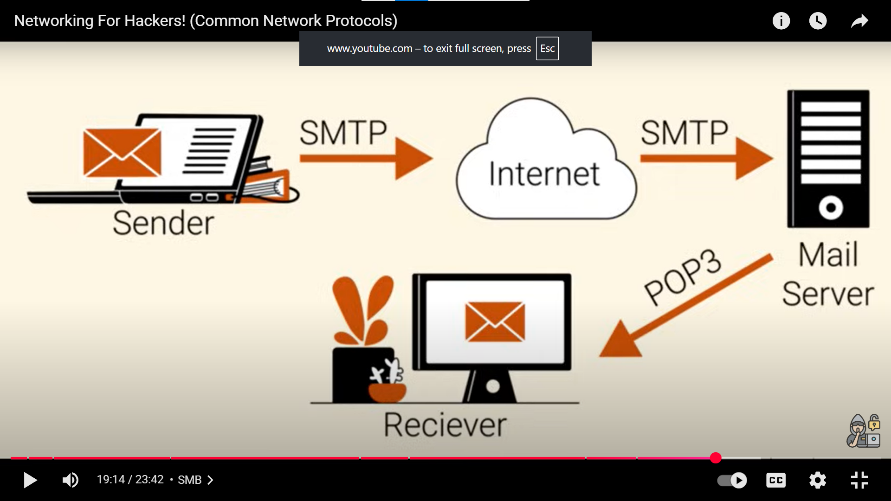 Networking For Hackers! (Common Network Protocols)
www.youtube.com – to exit full screen, press Esc
SMTP
SMTP
Internet
Sender
Mail
Server
POP3
Reciever
19:14 / 23:42 • SMB >
CC